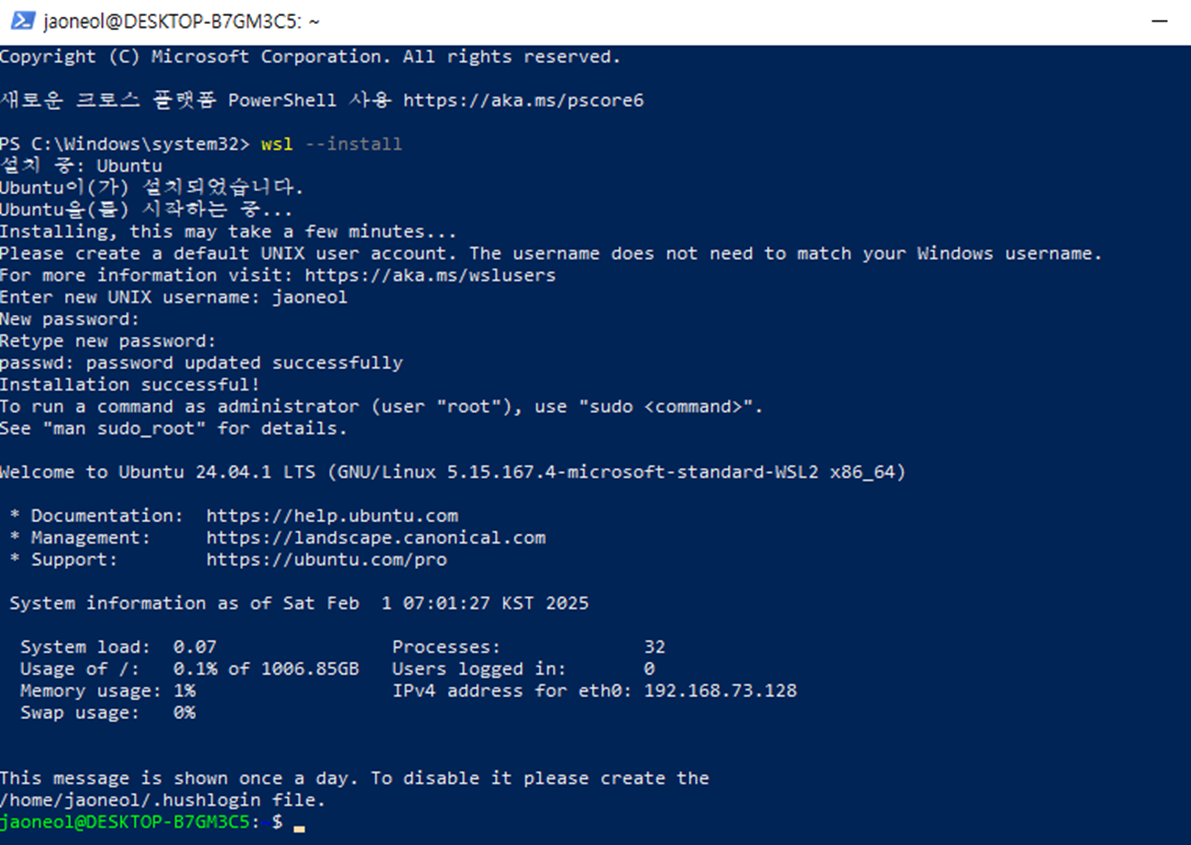 jaoneol@DESKTOP-B7GM3C5: ~
Copyright (C) Microsoft Corporation. All rights reserved.
새로운 크로스 플랫폼 PowerShell 사용 https://aka.ms/pscore6
PS C:\Windows\system32> wsl --install
설치 중: Ubuntu
Ubuntu이(가) 설치되었습니다.
Ubuntu을(를) 시작하는 중...
Installing, this may take a few minutes...
Please create a default UNIX user account. The username does not need to match your Windows username.
For more information visit: https://aka.ms/wslusers
Enter new UNIX username: jaoneol
New password:
Retype new password:
passwd: password updated successfully
Installation successful!
To run a command as administrator (user "root"), use "sudo <command>".
See "man sudo_root" for details.
Welcome to Ubuntu 24.04.1 LTS (GNU/Linux 5.15.167.4-microsoft-standard-WSL2 x86_64)
* Documentation:  https://help.ubuntu.com
* Management:     https://landscape.canonical.com
* Support:        https://ubuntu.com/pro
System information as of Sat Feb  1 07:01:27 KST 2025
System load:  0.07                Processes:             32
Usage of /:   0.1% of 1006.85GB   Users logged in:       0
Memory usage: 1%                  IPv4 address for eth0: 192.168.73.128
Swap usage:   0%
This message is shown once a day. To disable it please create the
/home/jaoneol/.hushlogin file.
jaoneol@DESKTOP-B7GM3C5: $